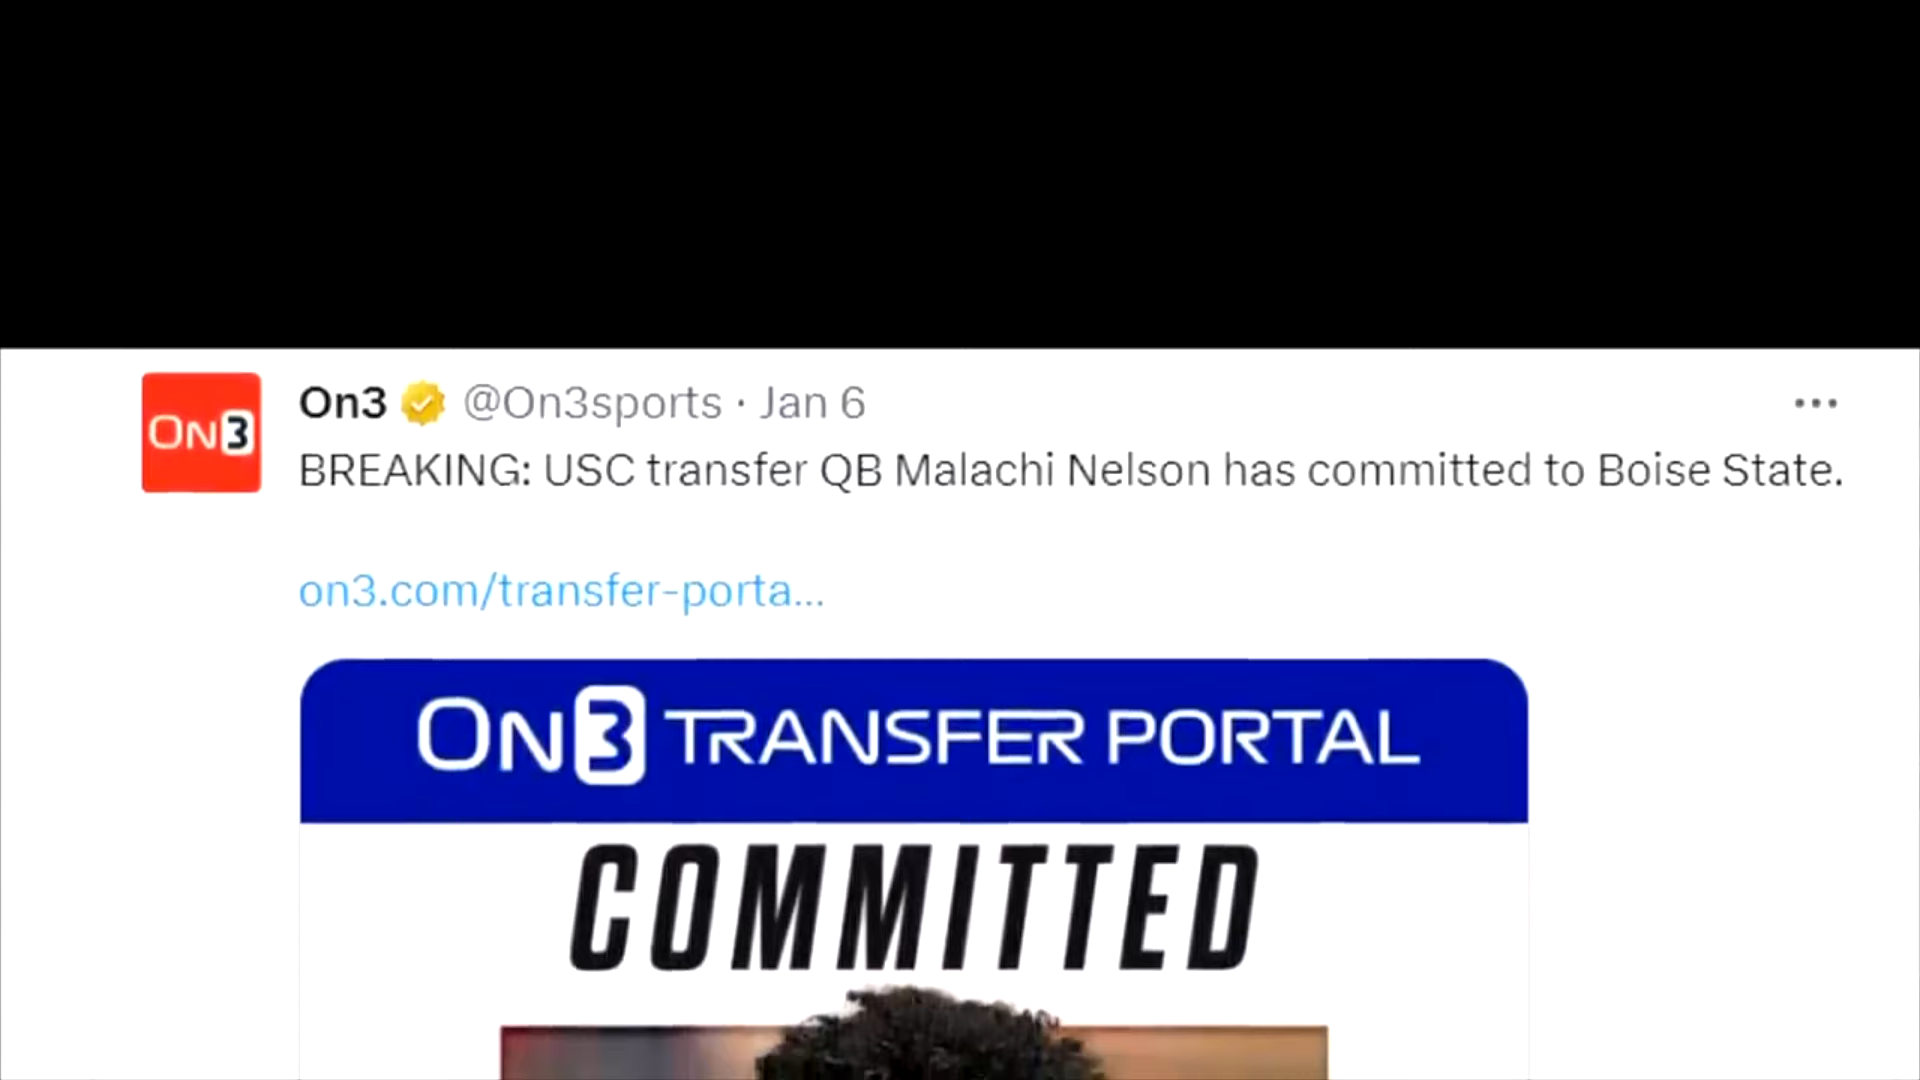 ON3
On3 @On3sports · Jan 6
BREAKING: USC transfer QB Malachi Nelson has committed to Boise State.
on3.com/transfer-porta...
ON3 TRANSFER PORTAL
COMMITTED